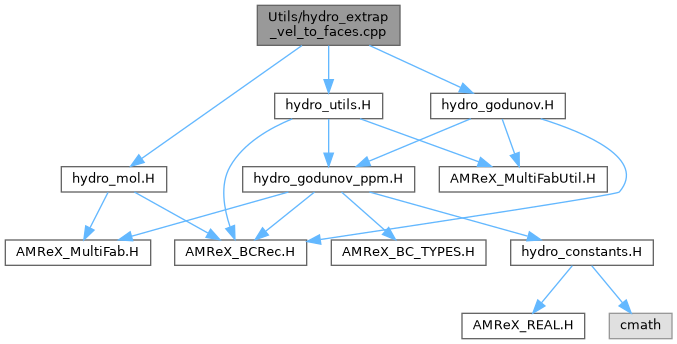 Utils/hydro_extrap
_vel_to_faces.cpp
hydro_utils.H
hydro_godunov.H
hydro_mol.H
hydro_godunov_ppm.H
AMReX_MultiFabUtil.H
AMReX_MultiFab.H
AMReX_BCRec.H
AMReX_BC_TYPES.H
hydro_constants.H
AMReX_REAL.H
cmath